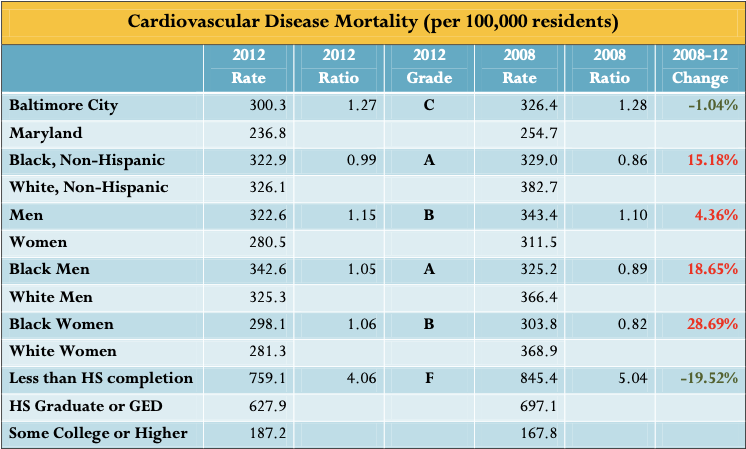 Cardiovascular Disease Mortality (per 100,000 residents)
2012 2012 2012 2008 2008 2008-12
Rate Ratio Grade Rate Ratio Change
Baltimore City 300.3 1.27 C 326.4 1.28 -1.04%
Maryland 236.8 254.7
Black, Non-Hispanic 322.9 0.99 A 329.0 0.86 15.18%
White, Non-Hispanic 326.1 382.7
Men 322.6 1.15 B 343.4 1.10 4.36%
Women 280.5 311.5
Black Men 342.6 1.05 A 325.2 0.89 18.65%
White Men 325.3 366.4
Black Women 298.1 1.06 B 303.8 0.82 28.69%
White Women 281.3 368.9
Less than HS completion 759.1 4.06 F 845.4 5.04 -19.52%
HS Graduate or GED 627.9 697.1
Some College or Higher 187.2 167.8